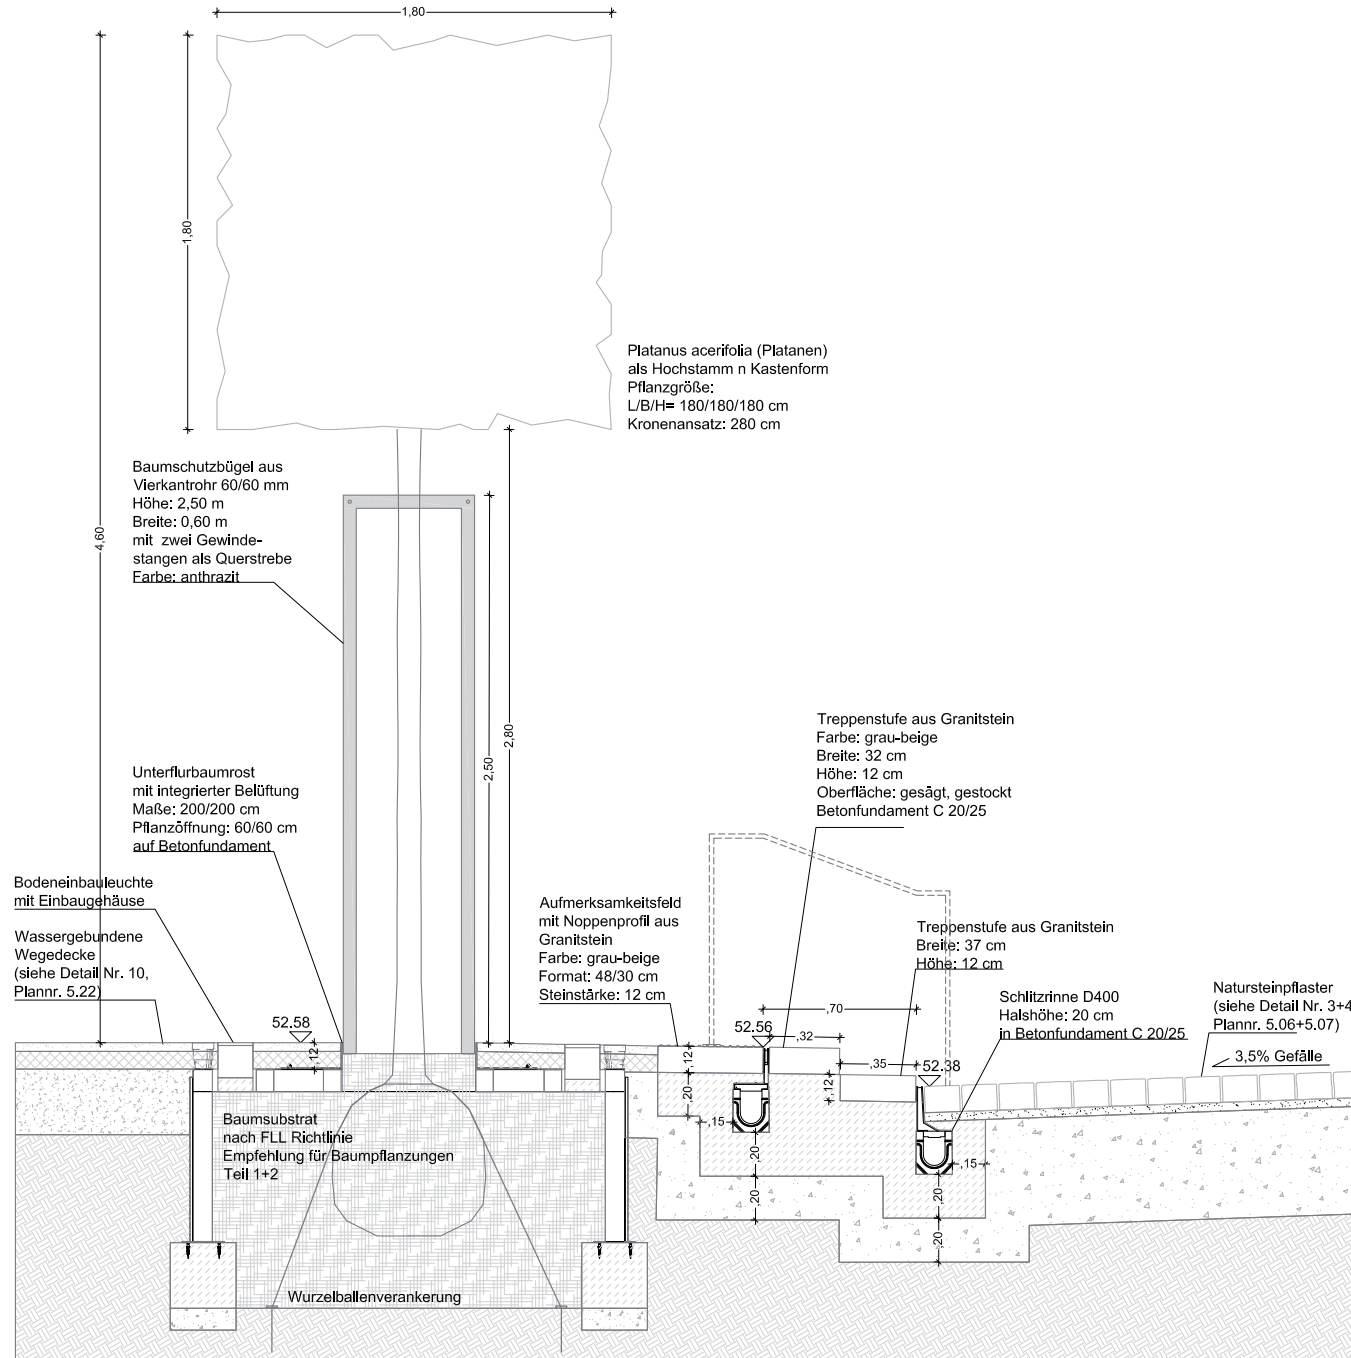 1,80
1,80
4,60
Platanus acerifolia (Platanen)
als Hochstamm n Kastenform
Pflanzgröße:
L/B/H= 180/180/180 cm
Kronenansatz: 280 cm
Baumschutzbügel aus
Vierkantrohr 60/60 mm
Höhe: 2,50 m
Breite: 0,60 m
mit zwei Gewinde-
stangen als Querstrebe
Farbe: anthrazit
2,80
2,50
Treppenstufe aus Granitstein
Farbe: grau-beige
Breite: 32 cm
Höhe: 12 cm
Oberfläche: gesägt, gestockt
Betonfundament C 20/25
Unterflurbaumrost
mit integrierter Belüftung
Maße: 200/200 cm
Pflanzöffnung: 60/60 cm
auf Betonfundament
Bodeneinbauleuchte
mit Einbaugehäuse
Wassergebundene
Wegedecke
(siehe Detail Nr. 10,
Plannr. 5.22)
Aufmerksamkeitsfeld
mit Noppenprofil aus
Granitstein
Farbe: grau-beige
Format: 48/30 cm
Steinstärke: 12 cm
Treppenstufe aus Granitstein
Breite: 37 cm
Höhe: 12 cm
Schlitzrinne D400
Halshöhe: 20 cm
in Betonfundament C 20/25
Natursteinpflaster
(siehe Detail Nr. 3+4
Plannr. 5.06+5.07)
3,5% Gefälle
,70
52.58
52.56
,32
,12
,12
,35
52.38
,12
,20
,15
,20
,20
,15
,20
,20
Baumsubstrat
nach FLL Richtlinie
Empfehlung für Baumpflanzungen
Teil 1+2
Wurzelballenverankerung